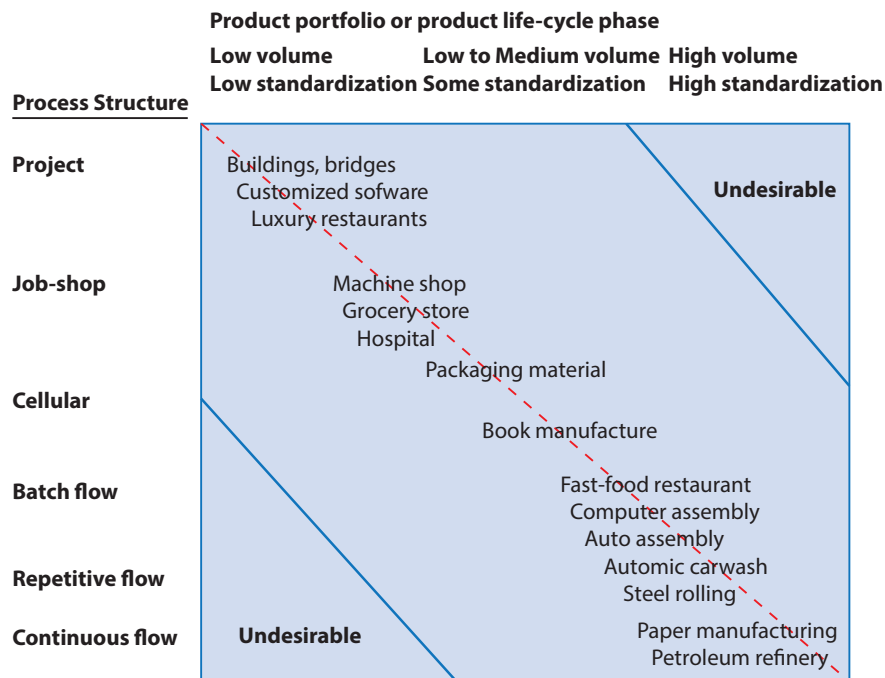 Product portfolio or product life-cycle phase
Low volume Low to Medium volume High volume
Low standardization Some standardization High standardization
Process Structure
Project
Buildings, bridges
Customized sofware
Luxury restaurants
Undesirable
Job-shop
Machine shop
Grocery store
Hospital
Packaging material
Cellular
Book manufacture
Batch flow
Fast-food restaurant
Computer assembly
Auto assembly
Automic carwash
Repetitive flow
Steel rolling
Continuous flow
Undesirable
Paper manufacturing
Petroleum refinery